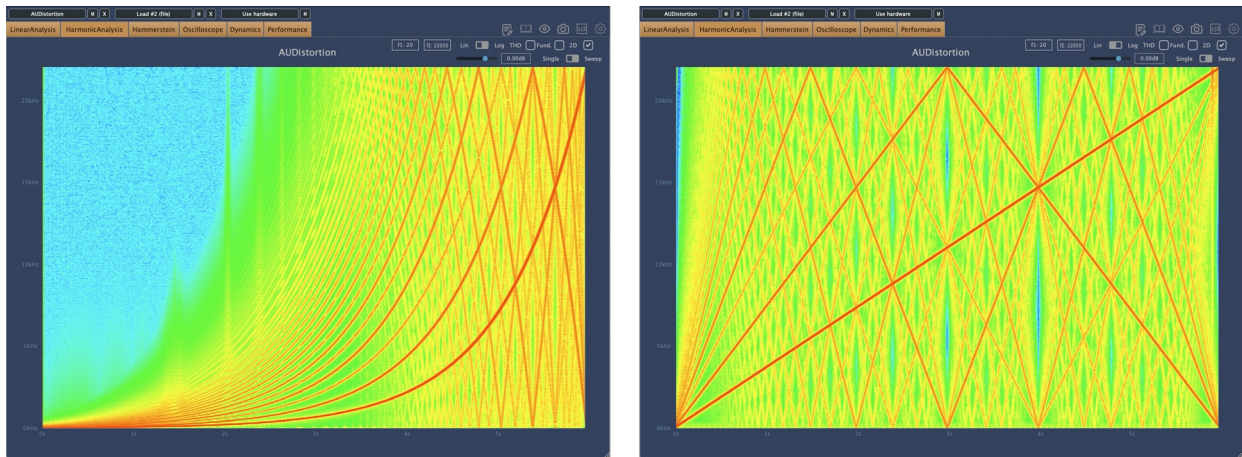 AUDistortion M X Load #2 (file) M X Use hardware M
LinearAnalysis HarmonicAnalysis Hammerstein Oscilloscope Dynamics Performance
AUDistortion
f1: 20 f2: 22050 Lin Log THD Fund. 2D
0.00dB Single Sweep
20kHz
15kHz
10kHz
5kHz
0kHz
0s 1s 2s 3s 4s 5s
AUDistortion M X Load #2 (file) M X Use hardware M
LinearAnalysis HarmonicAnalysis Hammerstein Oscilloscope Dynamics Performance
AUDistortion
f1: 20 f2: 22050 Lin Log THD Fund. 2D
0.00dB Single Sweep
20kHz
15kHz
10kHz
5kHz
0kHz
0s 1s 2s 3s 4s 5s